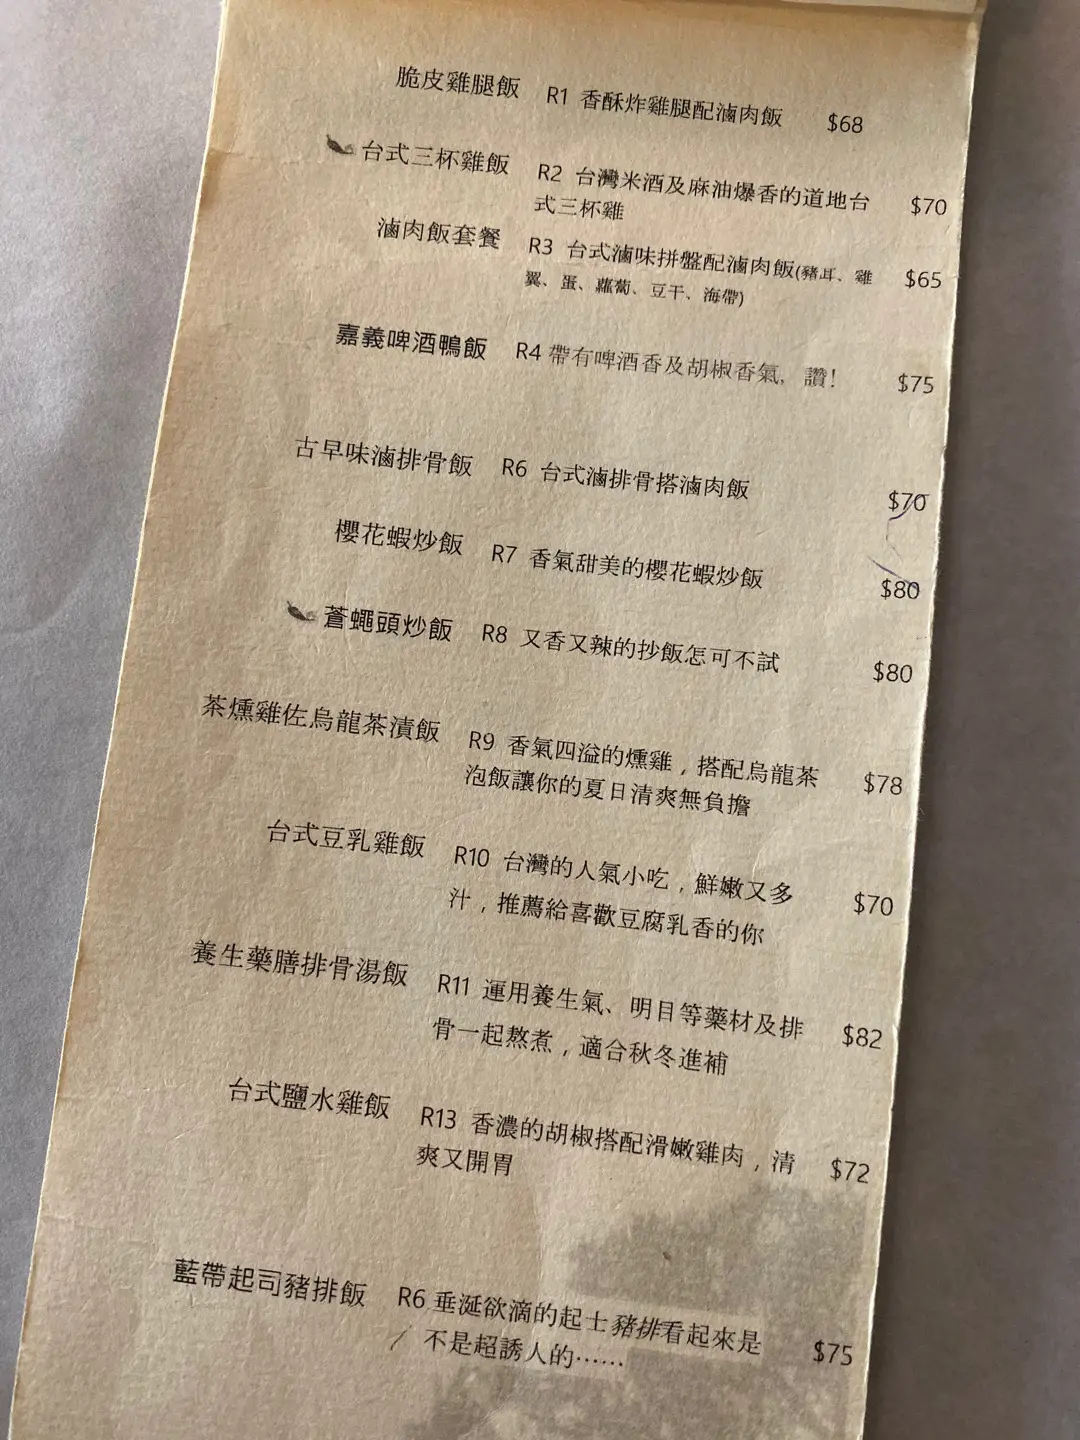 脆皮雞腿飯 R1 香酥炸雞腿配滷肉飯 $68
台式三杯雞飯 R2 台灣米酒及麻油爆香的道地台 $70
式三杯雞
滷肉飯套餐 R3 台式滷味拼盤配滷肉飯(豬耳、雞 $65
翼、蛋、蘿蔔、豆干、海帶)
嘉義啤酒鴨飯 R4 帶有啤酒香及胡椒香氣, 讚! $75
古早味滷排骨飯 R6 台式滷排骨搭滷肉飯 $70
櫻花蝦炒飯 R7 香氣甜美的櫻花蝦炒飯 $80
蒼蠅頭炒飯 R8 又香又辣的抄飯怎可不試 $80
茶燻雞佐烏龍茶漬飯 R9 香氣四溢的燻雞，搭配烏龍茶 $78
泡飯讓你的夏日清爽無負擔
台式豆乳雞飯 R10 台灣的人氣小吃，鮮嫩又多 $70
汁，推薦給喜歡豆腐乳香的你
養生藥膳排骨湯飯 R11 運用養生氣、明目等藥材及排 $82
骨一起熬煮，適合秋冬進補
台式鹽水雞飯 R13 香濃的胡椒搭配滑嫩雞肉，清 $72
爽又開胃
藍帶起司豬排飯 R6 垂涎欲滴的起士豬排看起來是 $75
不是超誘人的⋯⋯